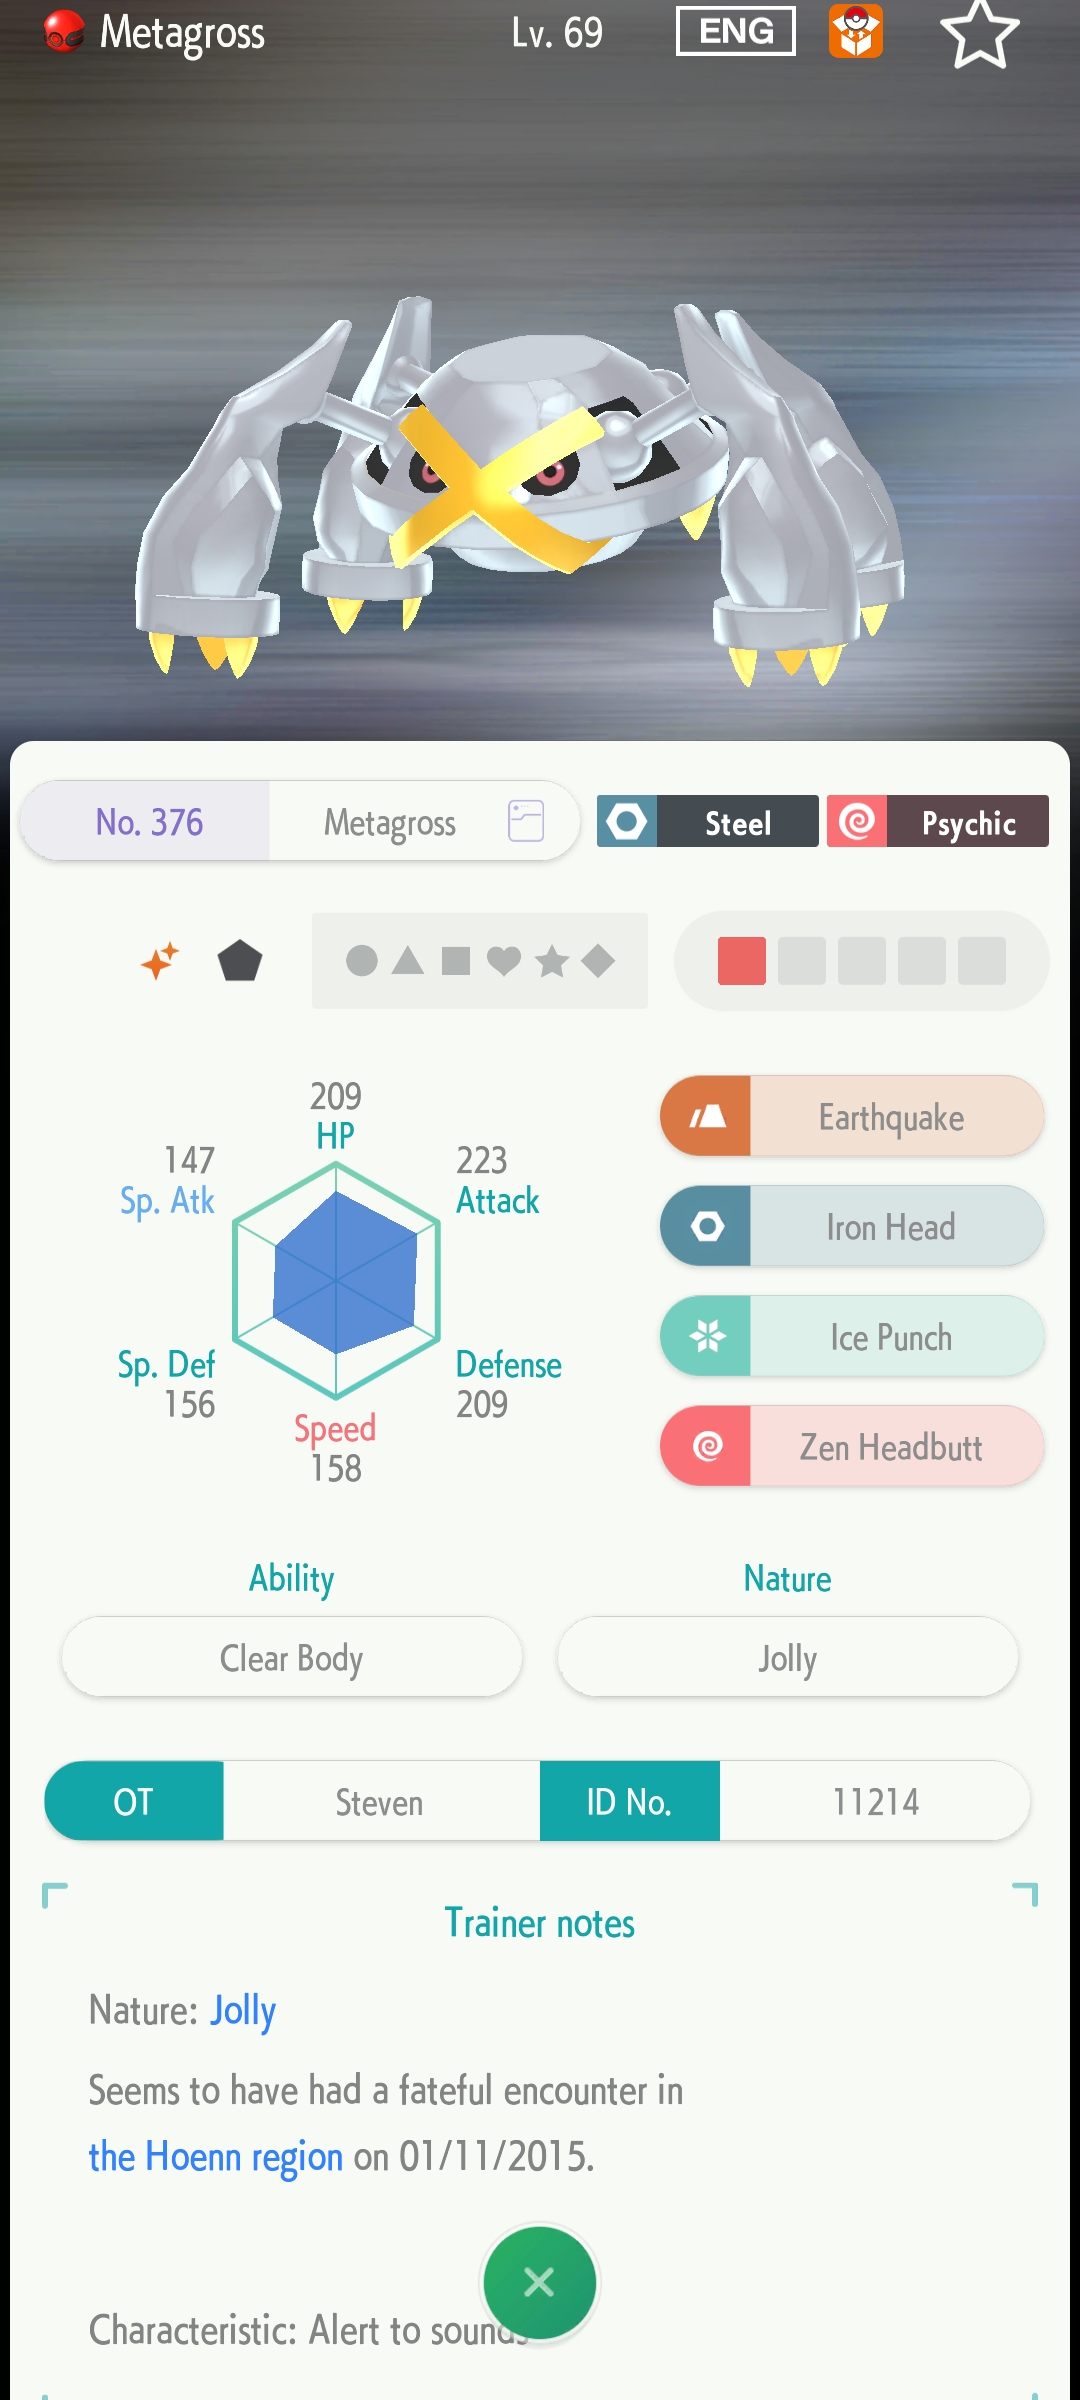 Metagross Lv. 69 ENG
No. 376 Metagross Steel Psychic
209
HP
147
Sp. Atk
223
Attack
Sp. Def
156
Defense
209
Speed
158
Earthquake
Iron Head
Ice Punch
Zen Headbutt
Ability
Clear Body
Nature
Jolly
OT Steven ID No. 11214
Trainer notes
Nature: Jolly
Seems to have had a fateful encounter in
the Hoenn region on 01/11/2015.
Characteristic: Alert to sounds